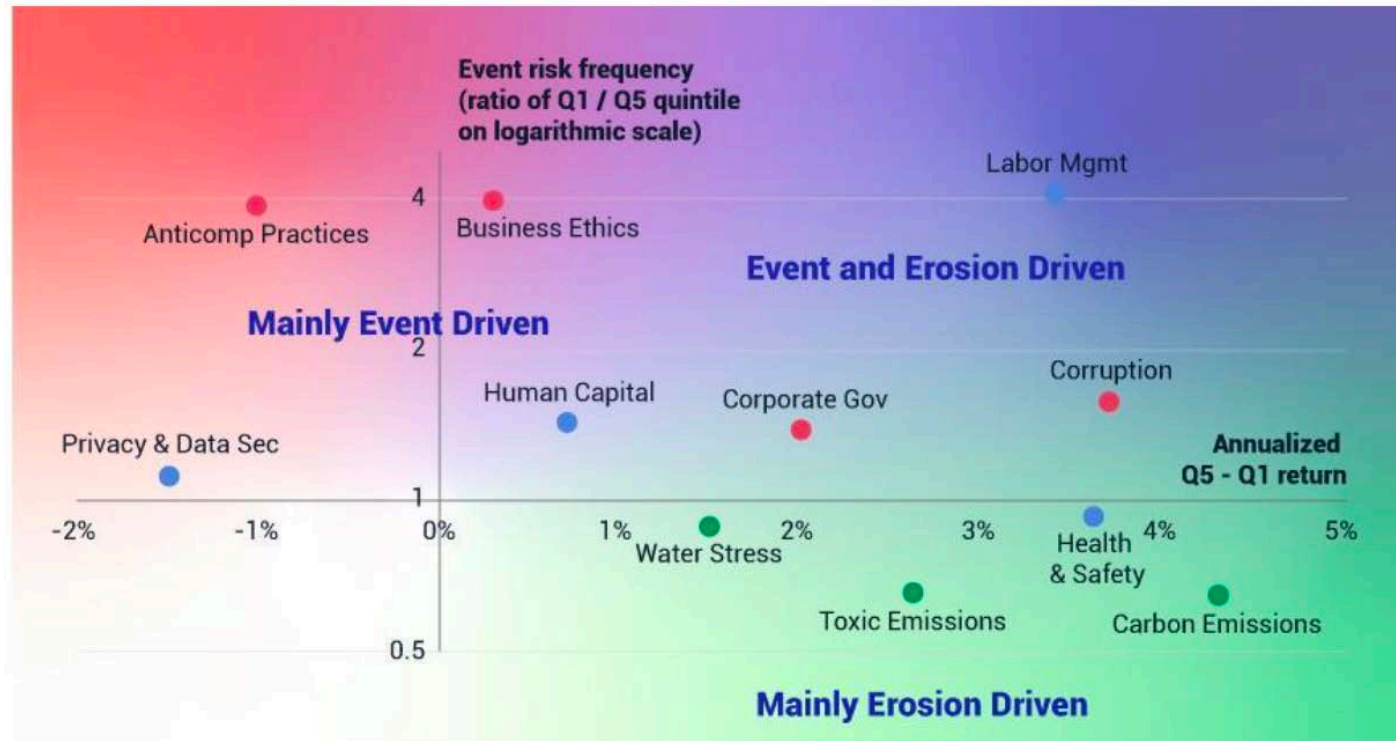 Event risk frequency
(ratio of Q1 / Q5 quintile
on logarithmic scale)
Labor Mgmt
4
Anticomp Practices
Business Ethics
Event and Erosion Driven
Mainly Event Driven
2
Corruption
Human Capital
Corporate Gov
Privacy & Data Sec
Annualized
Q5 - Q1 return
1
-2% -1% 0% 1% 2% 3% 4% 5%
Water Stress
Health
& Safety
Toxic Emissions
Carbon Emissions
0.5
Mainly Erosion Driven